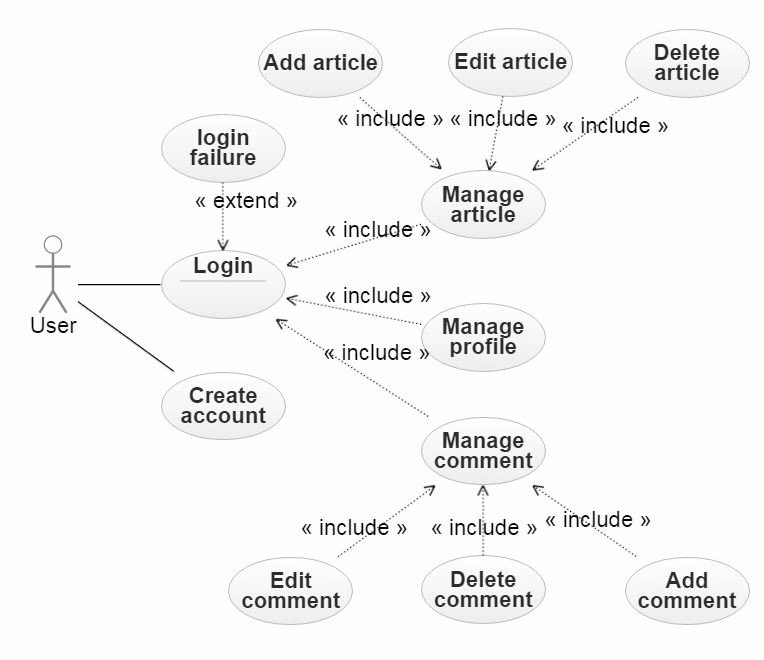 Add article
Edit article
Delete
article
« include »
« include »
« include »
login
failure
« extend »
Manage
article
« include »
Login
User
« include »
Manage
profile
« include »
Create
account
Manage
comment
« include »
« include »
« include »
Edit
comment
Delete
comment
Add
comment